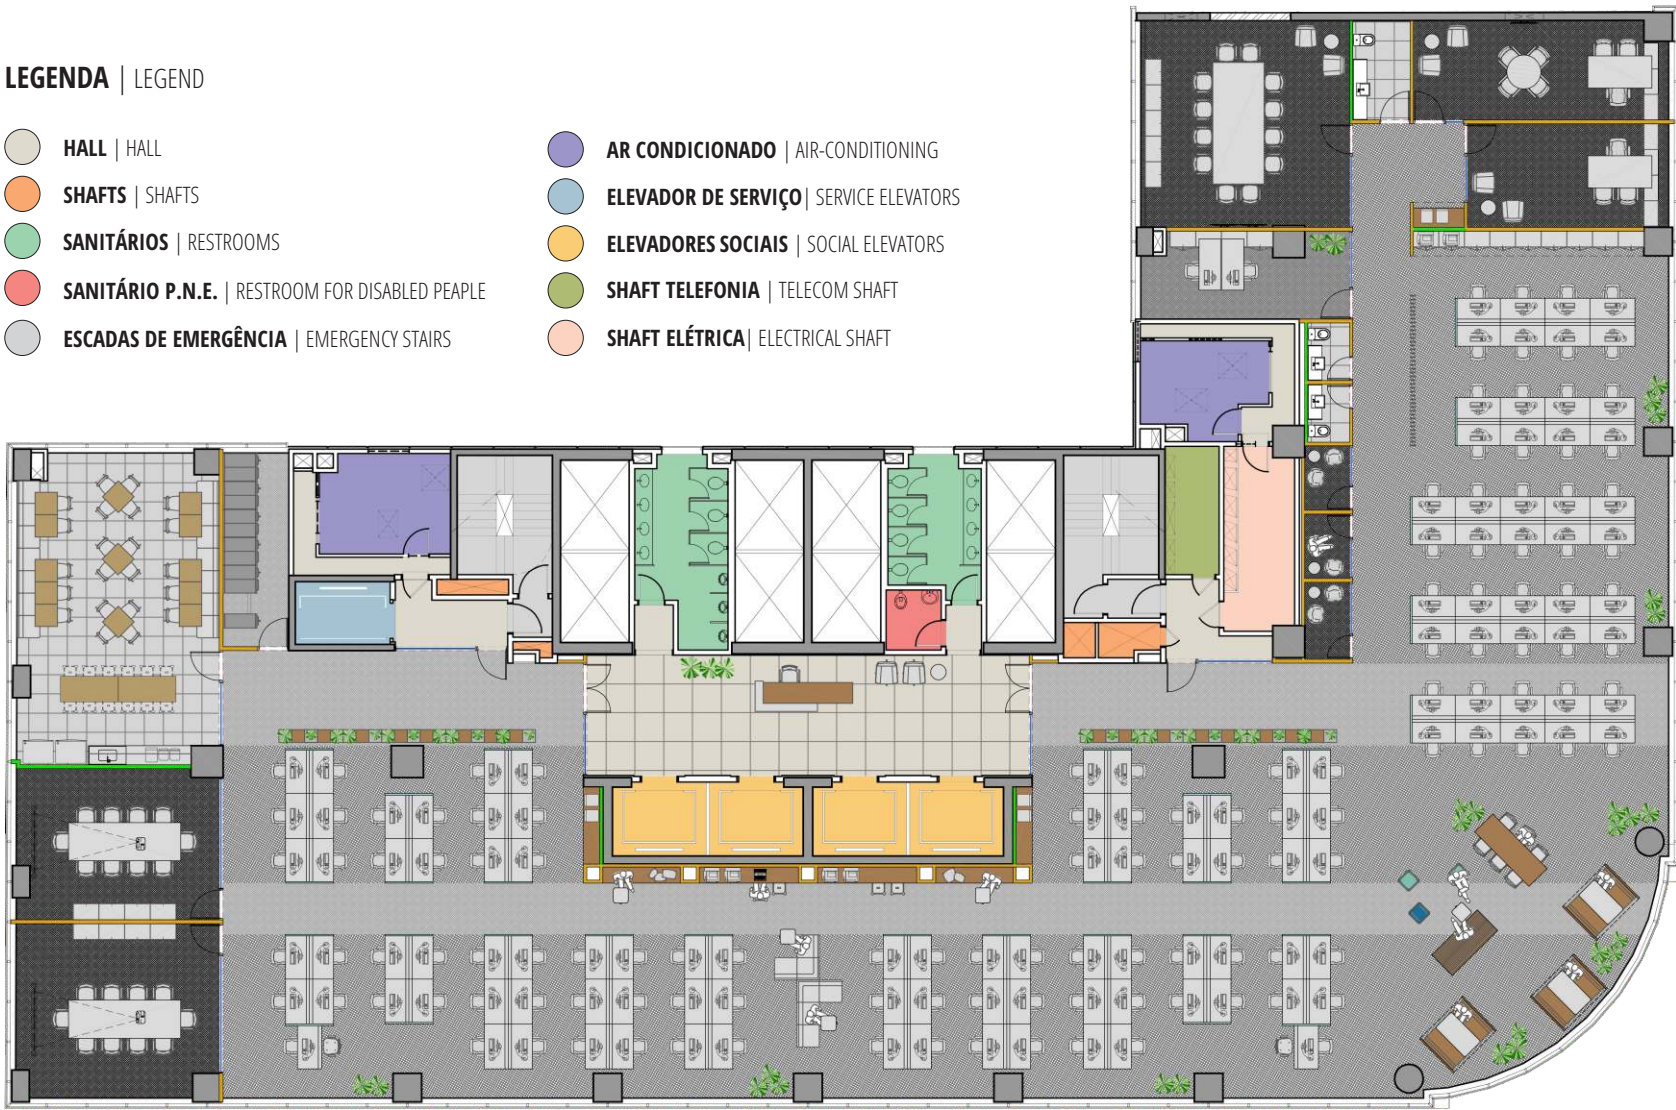 LEGENDA | LEGEND
HALL | HALL
SHAFTS | SHAFTS
SANITÁRIOS | RESTROOMS
SANITÁRIO P.N.E. | RESTROOM FOR DISABLED PEAPLE
ESCADAS DE EMERGÊNCIA | EMERGENCY STAIRS
AR CONDICIONADO | AIR-CONDITIONING
ELEVADOR DE SERVIÇO | SERVICE ELEVATORS
ELEVADORES SOCIAIS | SOCIAL ELEVATORS
SHAFT TELEFONIA | TELECOM SHAFT
SHAFT ELÉTRICA | ELECTRICAL SHAFT